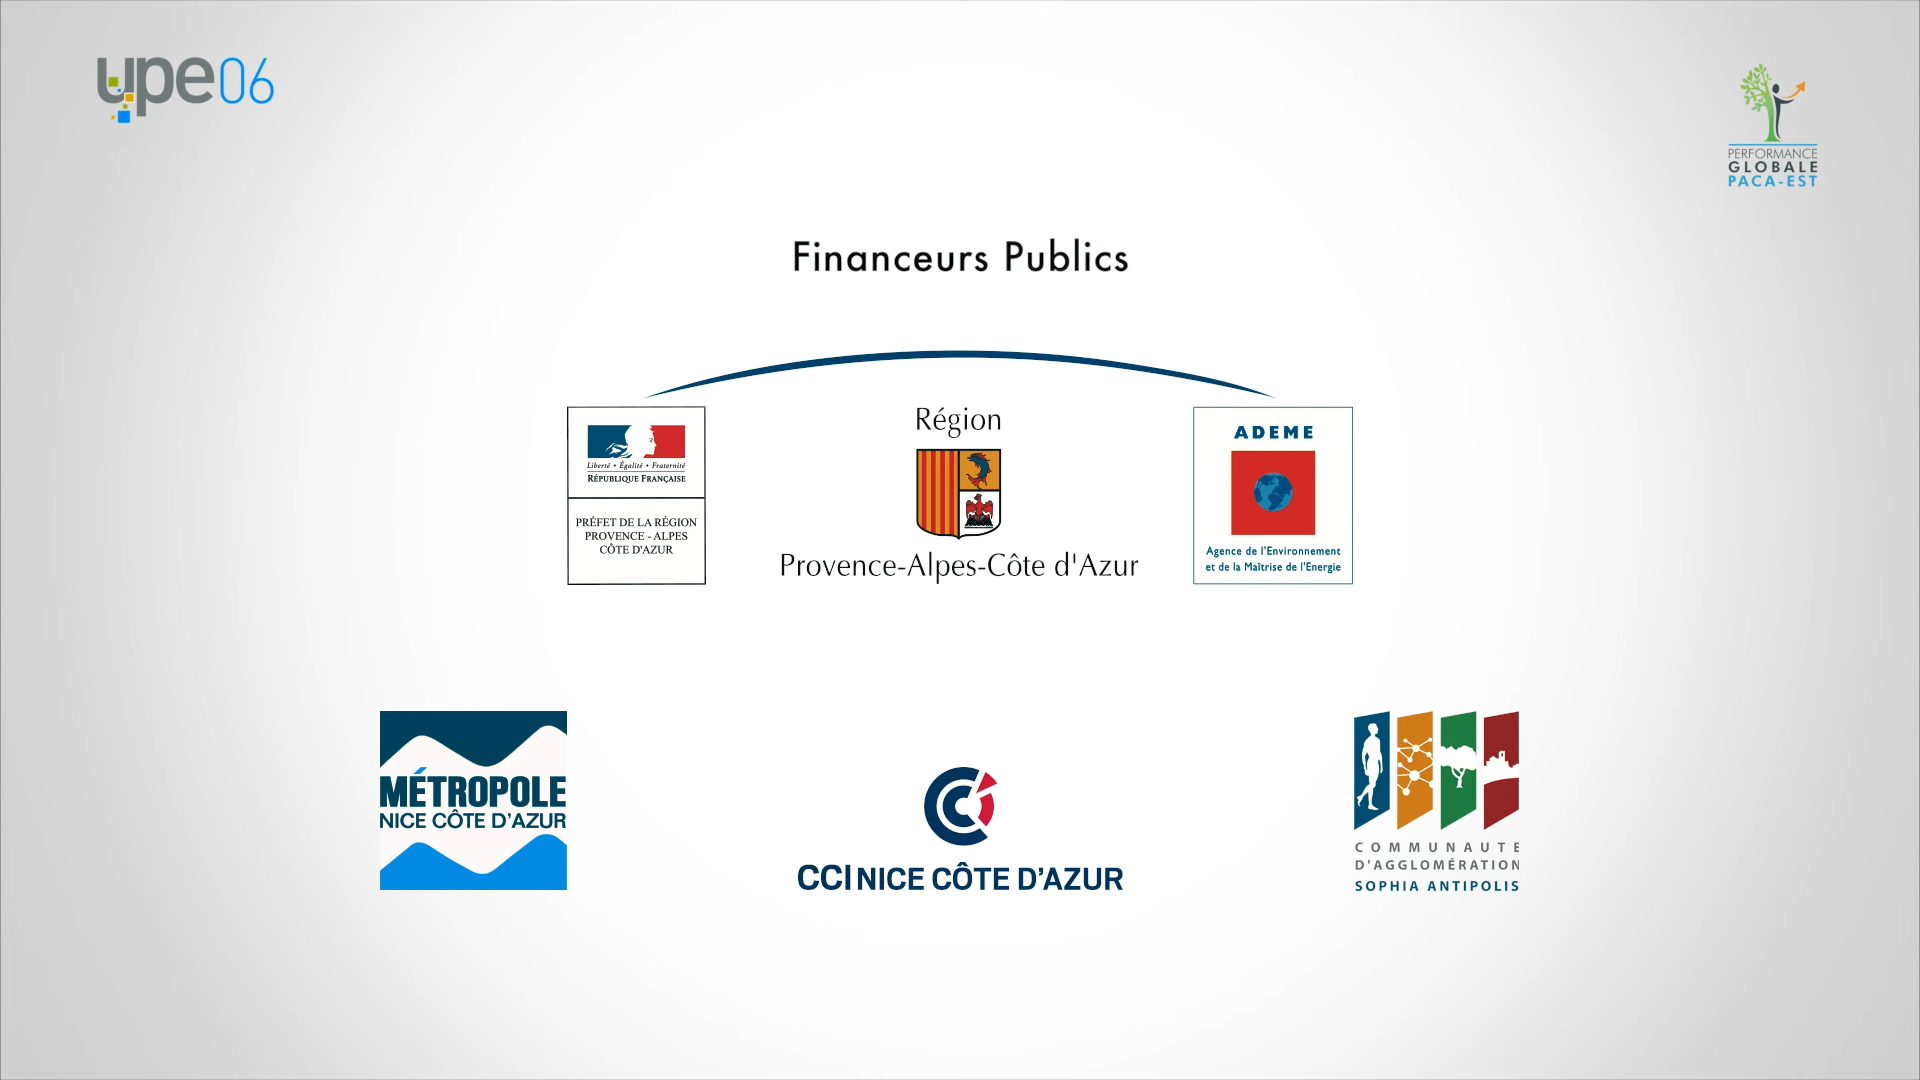 upe06
PERFORMANCE
GLOBALE
PACA-EST
Financeurs Publics
Liberté • Égalité • Fraternité
RÉPUBLIQUE FRANÇAISE
PRÉFET DE LA RÉGION
PROVENCE - ALPES
CÔTE D'AZUR
Région
Provence-Alpes-Côte d'Azur
ADEME
Agence de l'Environnement
et de la Maîtrise de l'Energie
MÉTROPOLE
NICE CÔTE D'AZUR
CCI NICE CÔTE D'AZUR
COMMUNAUTE
D'AGGLOMÉRATION
SOPHIA ANTIPOLIS